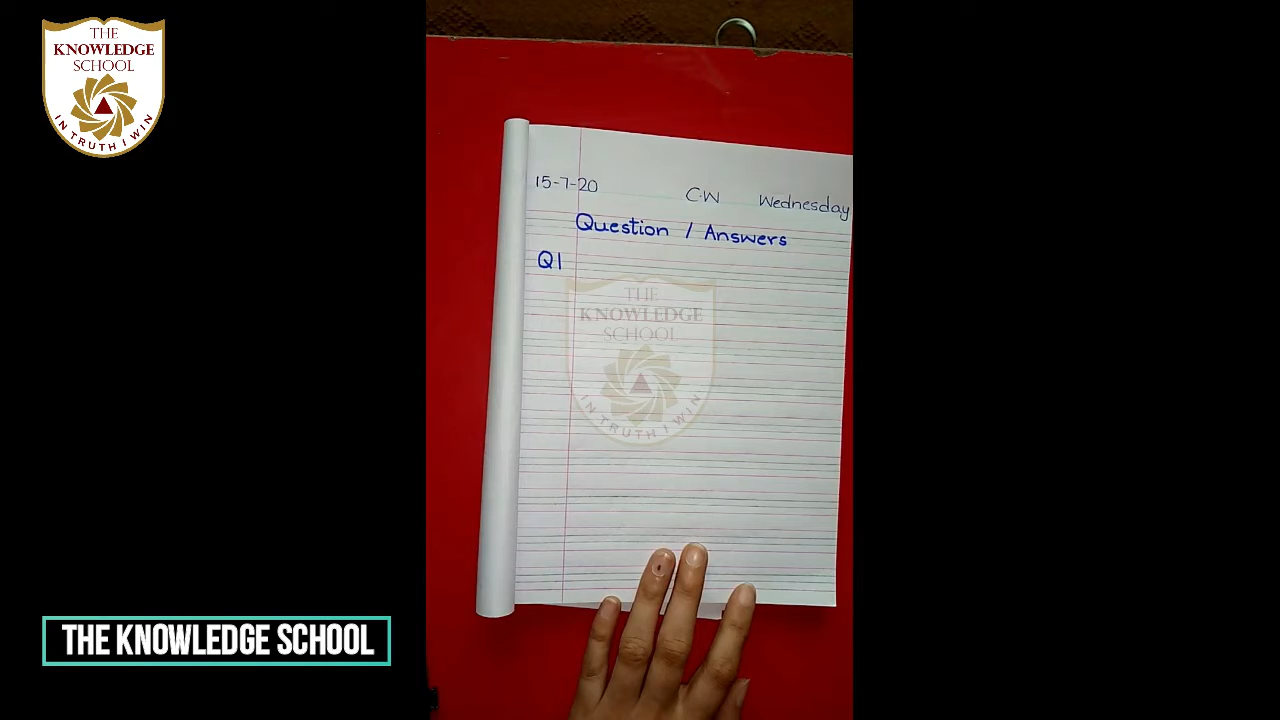 THE
KNOWLEDGE
SCHOOL
IN TRUTH I WIN
15-7-20 C.W Wednesday
Question / Answers
Q1
THE
KNOWLEDGE
SCHOOL
IN TRUTH I WIN
THE KNOWLEDGE SCHOOL